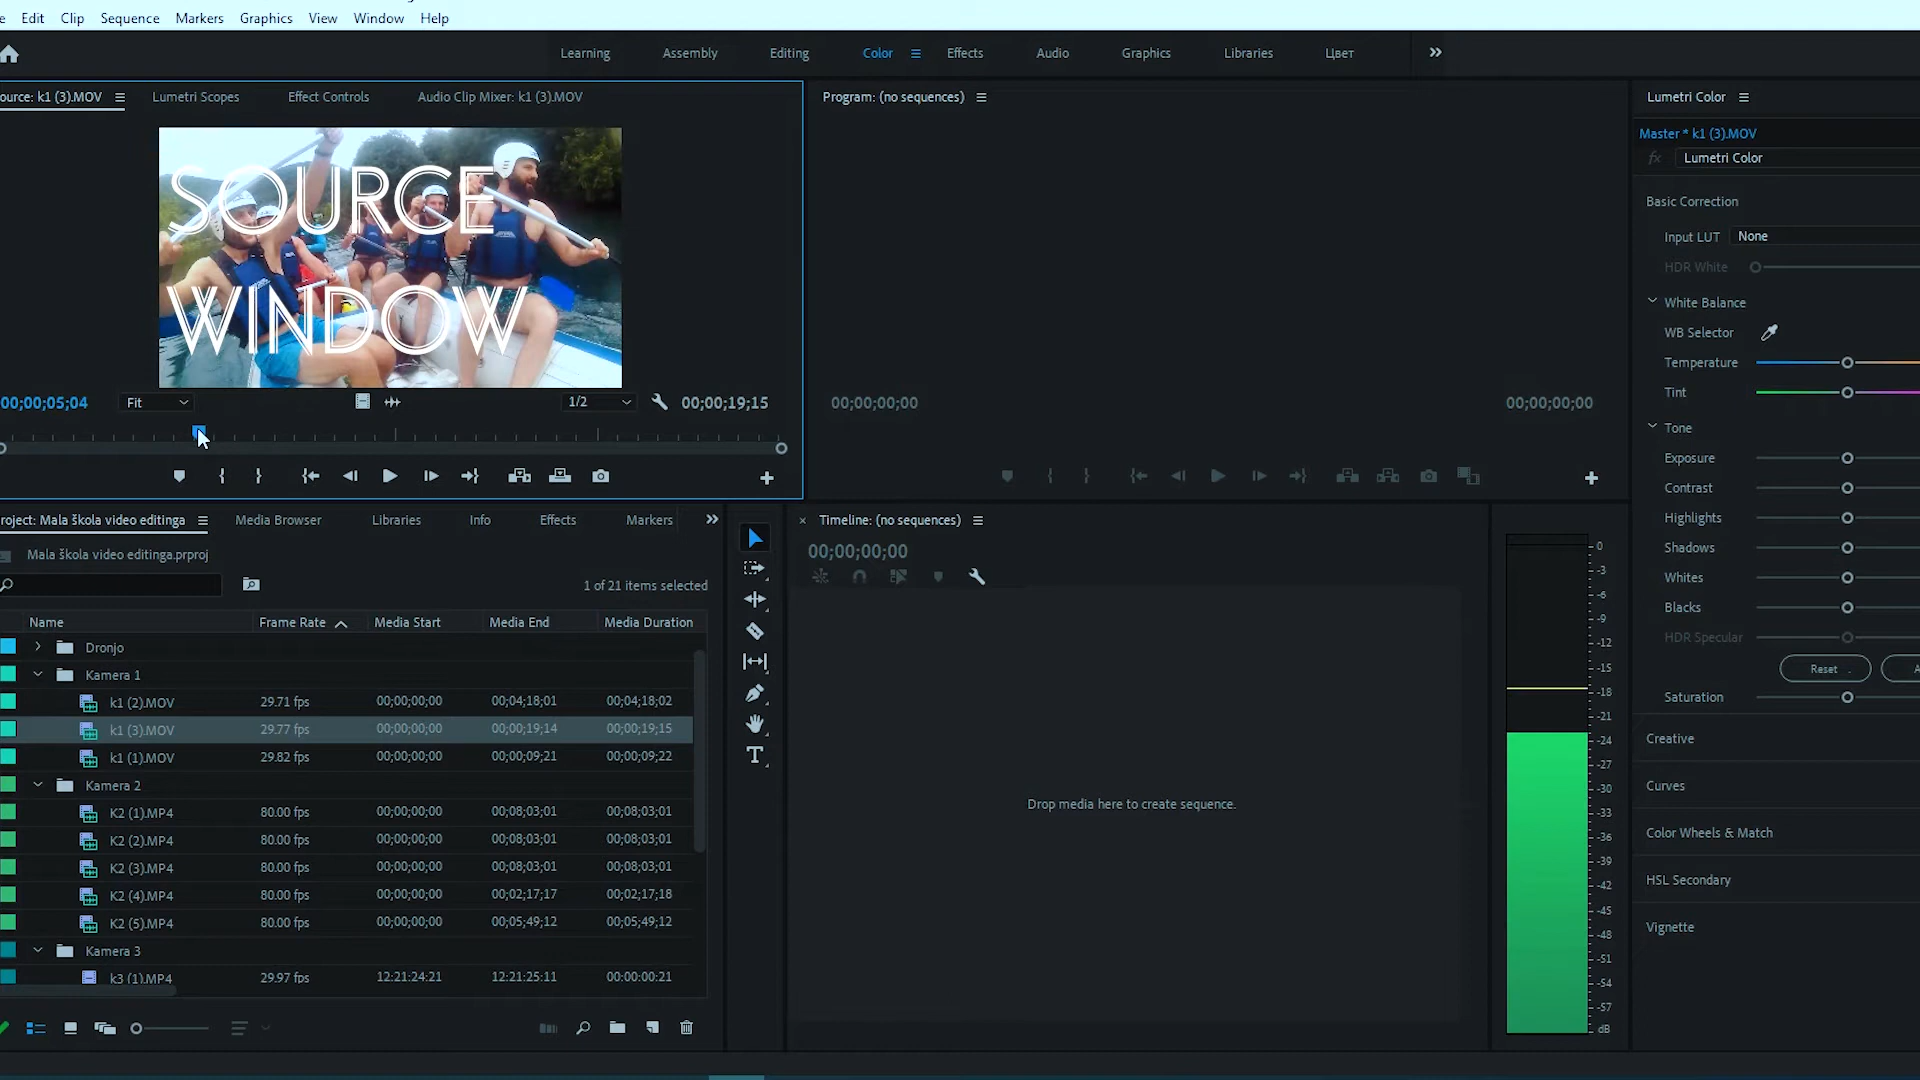 Edit Clip Sequence Markers Graphics View Window Help
Learning Assembly Editing Color Effects Audio Graphics Libraries Цвет
ource: k1 (3).MOV Lumetri Scopes Effect Controls Audio Clip Mixer: k1 (3).MOV
SOURCE
WINDOW
00;00;05;04 Fit 1/2 00;00;19;15
Program: (no sequences)
00;00;00;00 00;00;00;00
Lumetri Color
Master * k1 (3).MOV
fx Lumetri Color
Basic Correction
Input LUT None
HDR White
White Balance
WB Selector
Temperature
Tint
Tone
Exposure
Contrast
Highlights
Shadows
Whites
Blacks
HDR Specular
Reset
Saturation
Creative
Curves
Color Wheels & Match
HSL Secondary
Vignette
roject: Mala škola video editinga Media Browser Libraries Info Effects Markers
Mala škola video editinga.prproj
1 of 21 items selected
Name Frame Rate Media Start Media End Media Duration
Dronjo
Kamera 1
k1 (2).MOV 29.71 fps 00;00;00;00 00;04;18;01 00;04;18;02
k1 (3).MOV 29.77 fps 00;00;00;00 00;00;19;14 00;00;19;15
k1 (1).MOV 29.82 fps 00;00;00;00 00;00;09;21 00;00;09;22
Kamera 2
K2 (1).MP4 80.00 fps 00;00;00;00 00;08;03;01 00;08;03;01
K2 (2).MP4 80.00 fps 00;00;00;00 00;08;03;01 00;08;03;01
K2 (3).MP4 80.00 fps 00;00;00;00 00;08;03;01 00;08;03;01
K2 (4).MP4 80.00 fps 00;00;00;00 00;02;17;17 00;02;17;18
K2 (5).MP4 80.00 fps 00;00;00;00 00;05;49;12 00;05;49;12
Kamera 3
k3 (1).MP4 29.97 fps 12:21:24:21 12:21:25:11 00:00:00:21
Timeline: (no sequences)
00;00;00;00
Drop media here to create sequence.
0
-3
-6
-9
-12
-15
-18
-21
-24
-27
-30
-33
-36
-39
-42
-45
-48
-51
-54
-57
dB